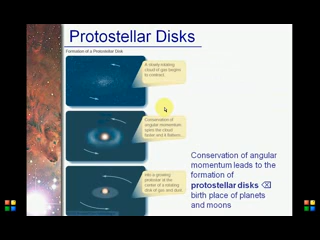 Protostellar Disks
Formation of a Protostellar Disk
A slowly rotating
cloud of gas begins
to contract.
Conservation of
angular momentum
spins the cloud
faster and it flattens
into a growing
protostar at the
center of a rotating
disk of gas and dust.
Conservation of angular
momentum leads to the
formation of
protostellar disks ⌫
birth place of planets
and moons